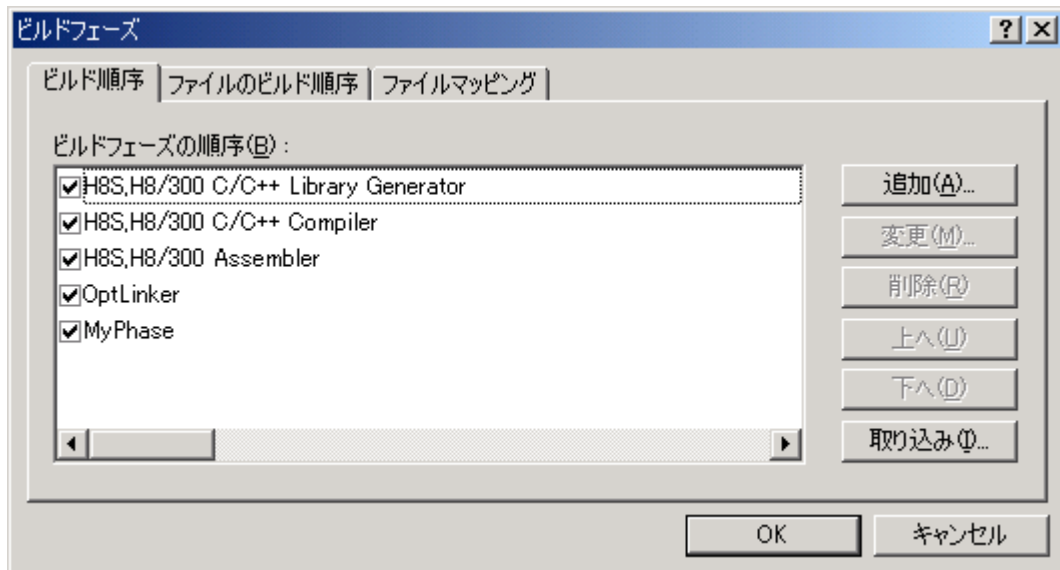 ビルドフェーズ
ビルド順序 ファイルのビルド順序 ファイルマッピング
ビルドフェーズの順序(B):
H8S,H8/300 C/C++ Library Generator
H8S,H8/300 C/C++ Compiler
H8S,H8/300 Assembler
OptLinker
MyPhase
追加(A)...
変更(M)...
削除(R)
上へ(U)
下へ(D)
取り込み(I)...
OK キャンセル